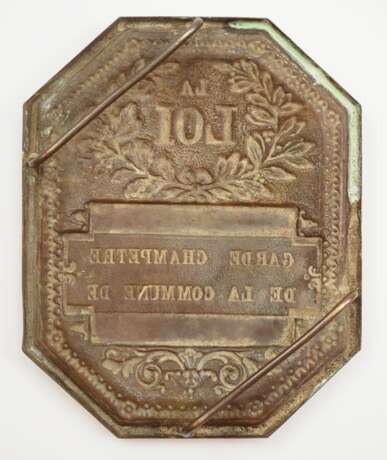 LA
LOI
GARDE CHAMPETRE
DE LA COMMUNE DE